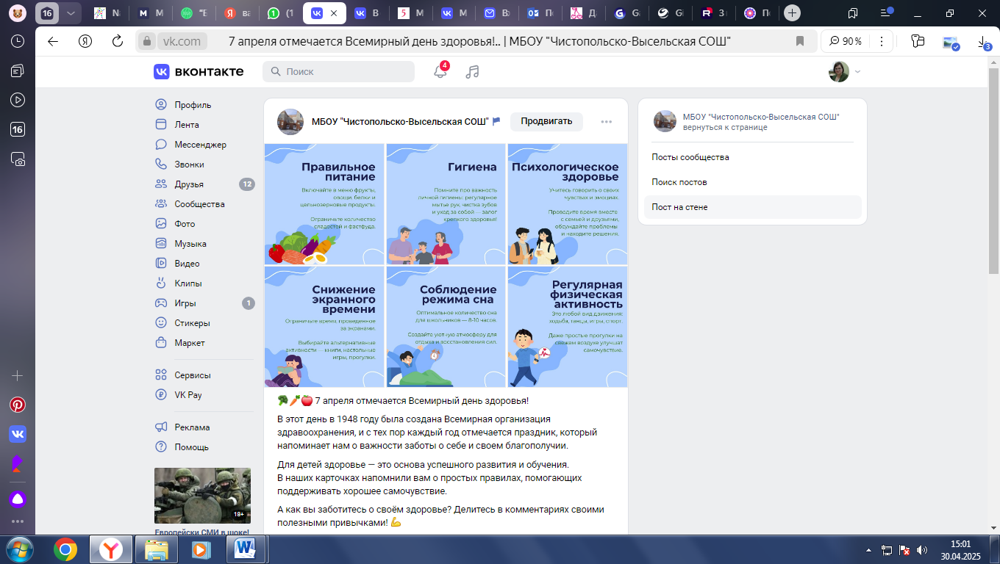 16
Na
M
M
"Е
ва
(1
В
5
М
М
Вх
По
Д
Gi
Gi
З і
По
vk.com
7 апреля отмечается Всемирный день здоровья!.. | МБОУ "Чистопольско-Высельская СОШ"
90 %
3
16
вконтакте
Поиск
4
Профиль
Лента
Мессенджер
Звонки
Друзья
12
Сообщества
Фото
Музыка
Видео
Клипы
Игры
1
Стикеры
Маркет
Сервисы
VK Pay
Реклама
Помощь
18+
Европейски СМИ в шоке!
МБОУ "Чистопольско-Высельская СОШ"
Продвигать
Правильное
питание
Включайте в меню фрукты,
овощи, белки и
цельнозерновые продукты.
Ограничьте количество
сладостей и фастфуда.
Гигиена
Помните про важность
личной гигиены: регулярное
мытье рук, чистка зубов
и уход за собой — залог
крепкого здоровья!
Психологическое
здоровье
Учитесь говорить о своих
чувствах и эмоциях.
Проводите время вместе
с семьей и друзьями,
обсуждайте проблемы
и находите решения.
Снижение
экранного
времени
Ограничьте время, проведенное
за экранами.
Выбирайте альтернативные
активности — книги, настольные
игры, прогулки.
Соблюдение
режима сна
Оптимальное количество сна
для школьников — 8-10 часов.
Создайте уютную атмосферу для
отдыха и восстановления сил.
Регулярная
физическая
активность
Это любой вид движения:
ходьба, танцы, игры, спорт.
Даже простые прогулки на
свежем воздухе улучшат
самочувствие.
7 апреля отмечается Всемирный день здоровья!
В этот день в 1948 году была создана Всемирная организация
здравоохранения, и с тех пор каждый год отмечается праздник, который
напоминает нам о важности заботы о себе и своем благополучии.
Для детей здоровье — это основа успешного развития и обучения.
В наших карточках напомнили вам о простых правилах, помогающих
поддерживать хорошее самочувствие.
А как вы заботитесь о своём здоровье? Делитесь в комментариях своими
полезными привычками!
МБОУ "Чистопольско-Высельская СОШ"
вернуться к странице
Посты сообщества
Поиск постов
Пост на стене
15:01
30.04.2025